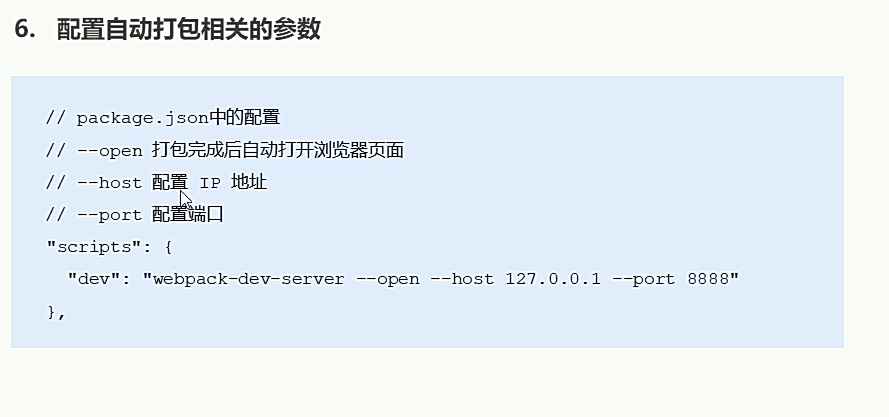 6. 配置自动打包相关的参数
// package.json中的配置
// --open 打包完成后自动打开浏览器页面
// --host 配置 IP 地址
// --port 配置端口
"scripts": {
"dev": "webpack-dev-server --open --host 127.0.0.1 --port 8888"
},